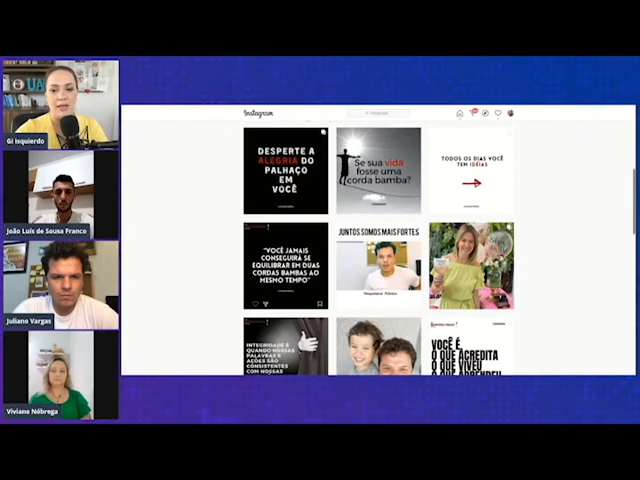 Gi Isquierdo
João Luís de Sousa Franco
Juliano Vargas
Viviane Nóbrega
Instagram
Pesquisar
DESPERTE A
ALEGRIA DO
PALHAÇO
EM
VOCÊ
Se sua vida
fosse uma
corda bamba?
TODOS OS DIAS VOCÊ
TEM IDÉIAS
"VOCÊ JAMAIS
CONSEGUIRÁ SE
EQUILIBRAR EM DUAS
CORDAS BAMBAS AO
MESMO TEMPO"
JUNTOS SOMOS MAIS FORTES
INTEGRIDADE É
QUANDO NOSSAS
PALAVRAS E
AÇÕES SÃO
CONSISTENTES
COM NOSSAS
VOCÊ É
O QUE ACREDITA
O QUE VIVEU
O QUE APRENDEU